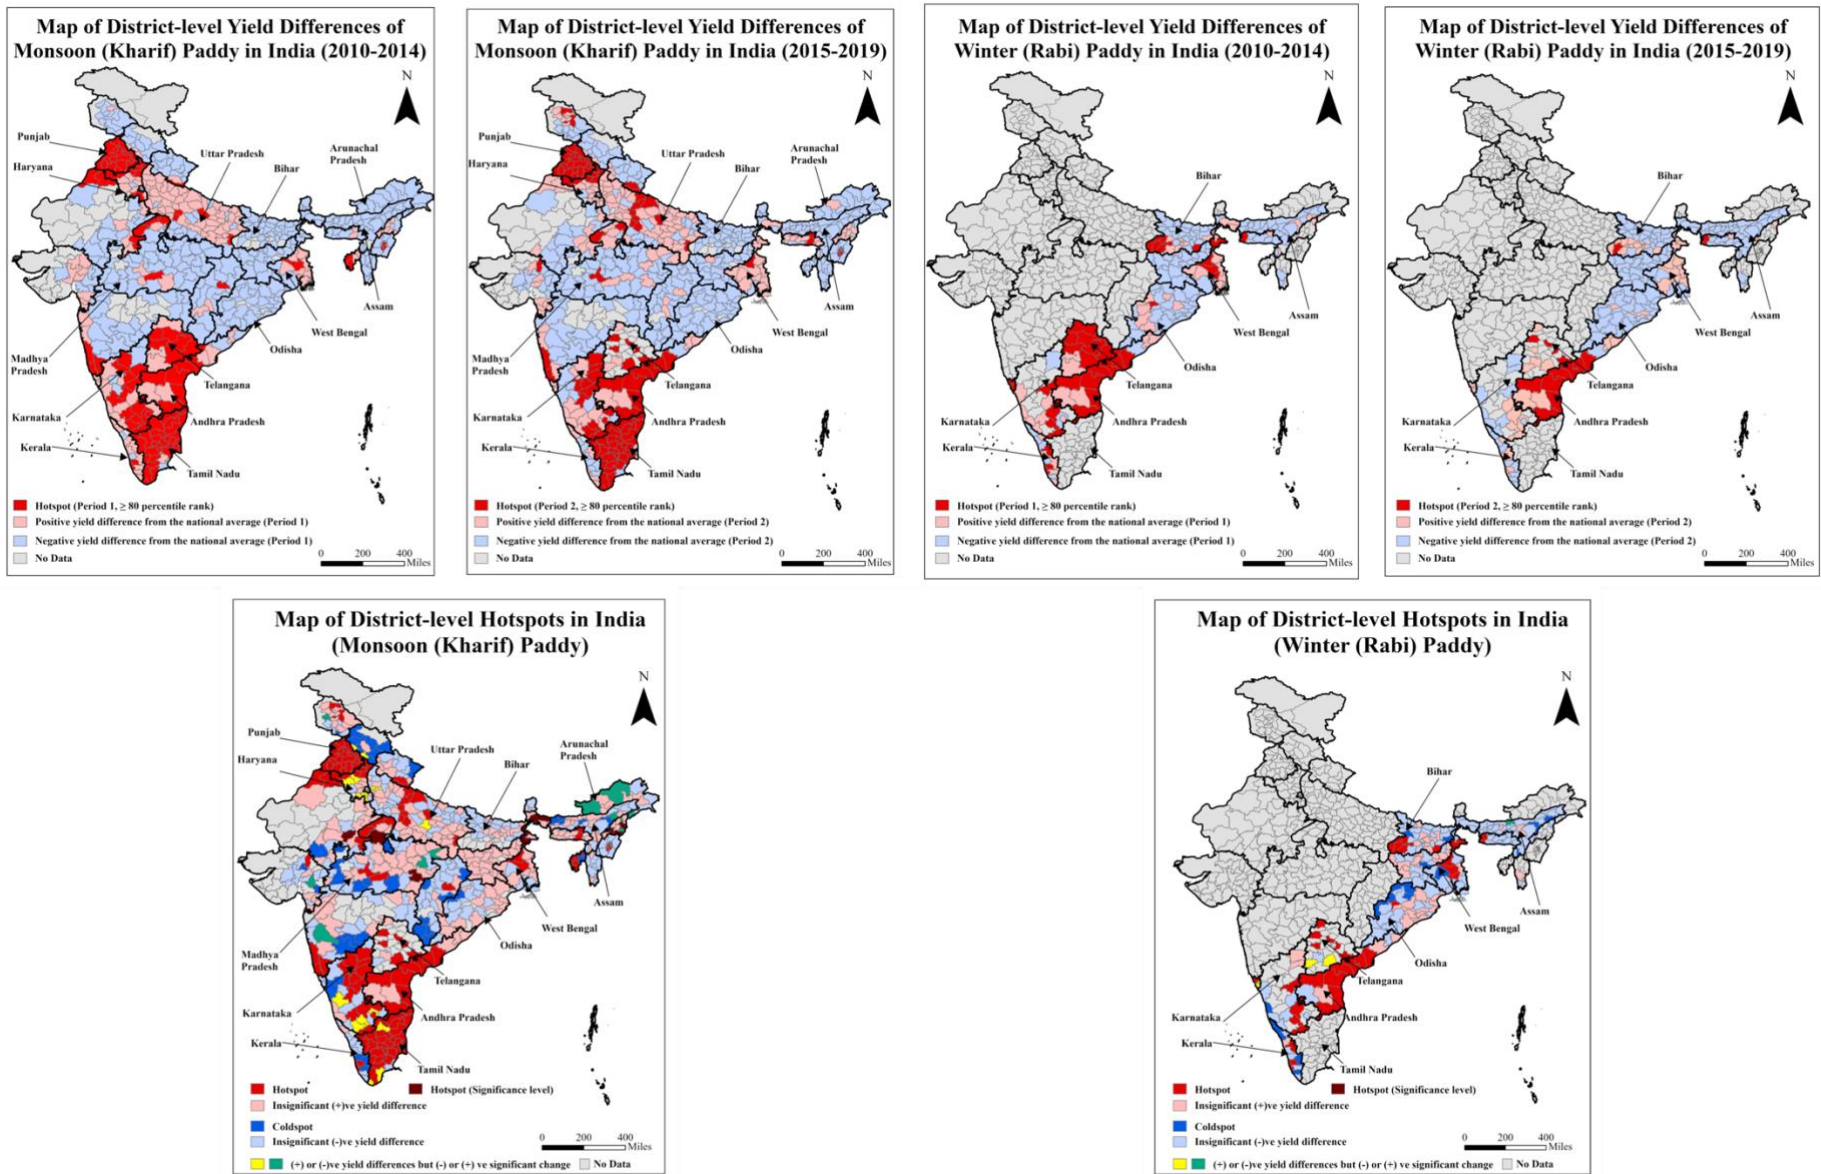 Map of District-level Yield Differences of
Monsoon (Kharif) Paddy in India (2010-2014)
N
Punjab
Haryana
Uttar Pradesh
Bihar
Arunachal
Pradesh
Assam
West Bengal
Odisha
Madhya
Pradesh
Telangana
Karnataka
Andhra Pradesh
Kerala
Tamil Nadu
Hotspot (Period 1, ≥ 80 percentile rank)
Positive yield difference from the national average (Period 1)
Negative yield difference from the national average (Period 1)
No Data
0 200 400
Miles
Map of District-level Yield Differences of
Monsoon (Kharif) Paddy in India (2015-2019)
N
Punjab
Haryana
Uttar Pradesh
Bihar
Arunachal
Pradesh
Assam
West Bengal
Odisha
Madhya
Pradesh
Telangana
Karnataka
Andhra Pradesh
Kerala
Tamil Nadu
Hotspot (Period 2, ≥ 80 percentile rank)
Positive yield difference from the national average (Period 2)
Negative yield difference from the national average (Period 2)
No Data
0 200 400
Miles
Map of District-level Yield Differences of
Winter (Rabi) Paddy in India (2010-2014)
N
Bihar
Assam
West Bengal
Odisha
Telangana
Karnataka
Andhra Pradesh
Kerala
Tamil Nadu
Hotspot (Period 1, ≥ 80 percentile rank)
Positive yield difference from the national average (Period 1)
Negative yield difference from the national average (Period 1)
No Data
0 200 400
Miles
Map of District-level Yield Differences of
Winter (Rabi) Paddy in India (2015-2019)
N
Bihar
Assam
West Bengal
Odisha
Telangana
Karnataka
Andhra Pradesh
Kerala
Tamil Nadu
Hotspot (Period 2, ≥ 80 percentile rank)
Positive yield difference from the national average (Period 2)
Negative yield difference from the national average (Period 2)
No Data
0 200 400
Miles
Map of District-level Hotspots in India
(Monsoon (Kharif) Paddy)
N
Punjab
Haryana
Uttar Pradesh
Bihar
Arunachal
Pradesh
Assam
West Bengal
Odisha
Madhya
Pradesh
Telangana
Karnataka
Andhra Pradesh
Kerala
Tamil Nadu
Hotspot
Hotspot (Significance level)
Insignificant (+)ve yield difference
Coldspot
Insignificant (-)ve yield difference
0 200 400
Miles
(+) or (-)ve yield differences but (-) or (+) ve significant change
No Data
Map of District-level Hotspots in India
(Winter (Rabi) Paddy)
N
Bihar
Assam
West Bengal
Odisha
Telangana
Karnataka
Andhra Pradesh
Kerala
Tamil Nadu
Hotspot
Hotspot (Significance level)
Insignificant (+)ve yield difference
Coldspot
Insignificant (-)ve yield difference
0 200 400
Miles
(+) or (-)ve yield differences but (-) or (+) ve significant change
No Data